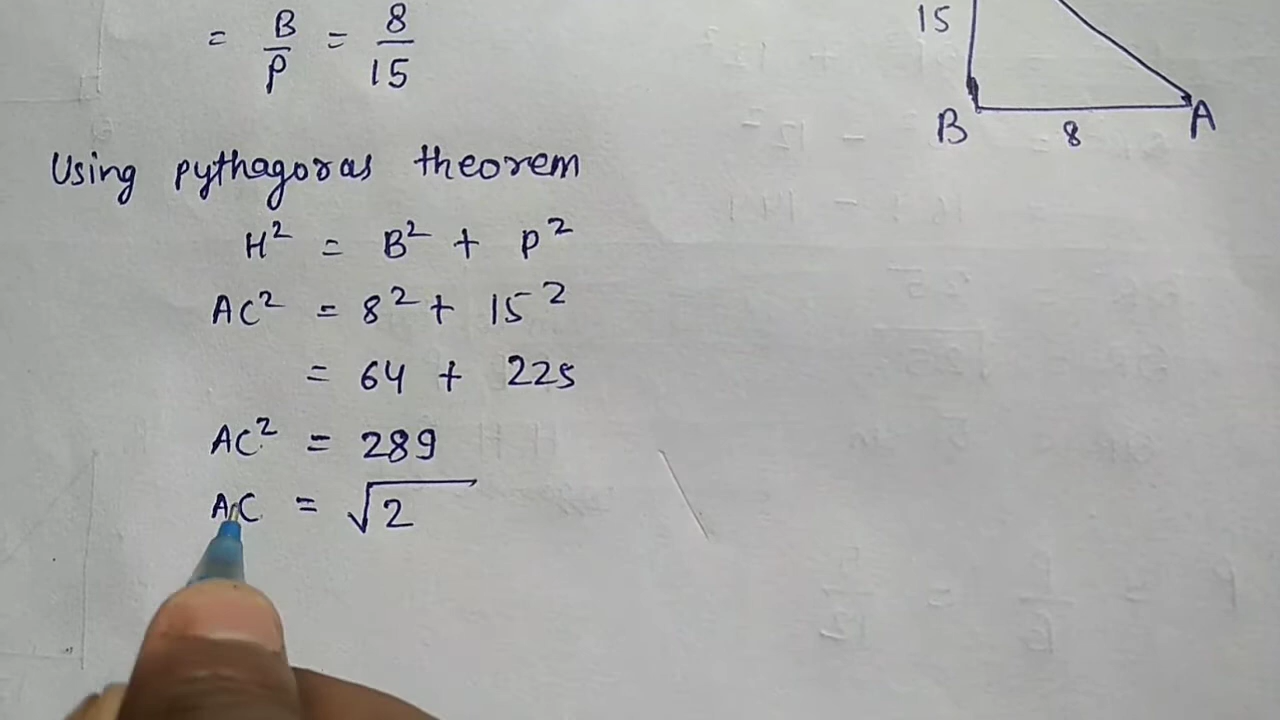 = B/P = 8/15
15
B 8 A
Using pythagoras theorem
H² = B² + P²
AC² = 8² + 15²
= 64 + 225
AC² = 289
AC = √2